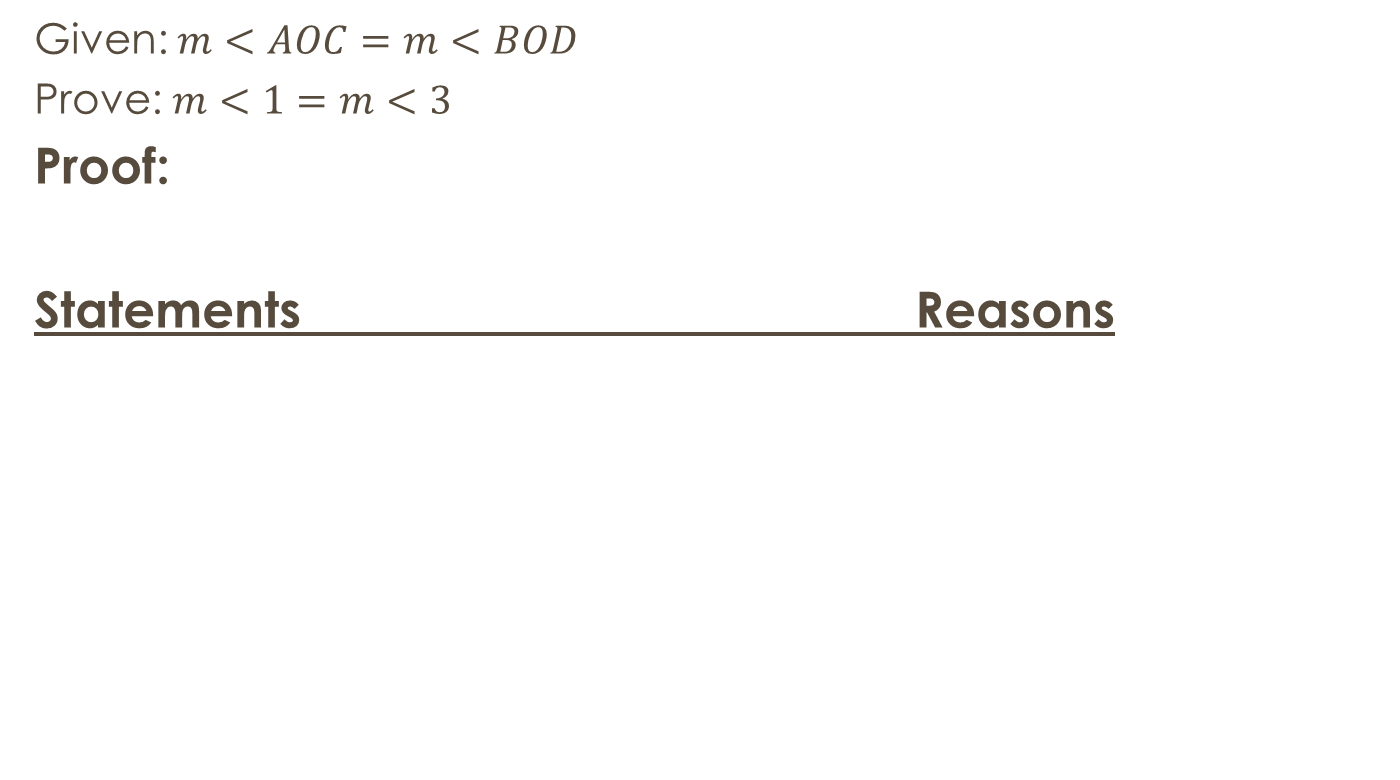 Given: m < AOC = m < BOD
Prove: m < 1 = m < 3
Proof:
Statements Reasons